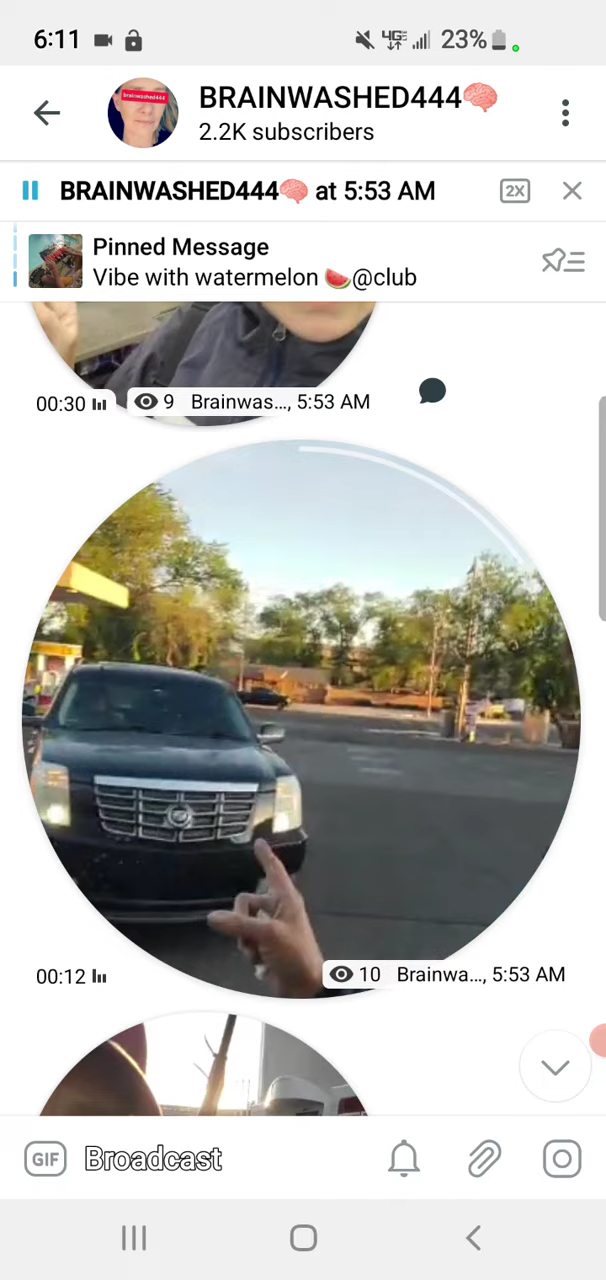 6:11 4GE 23%
BRAINWASHED444🧠
2.2K subscribers
BRAINWASHED444🧠 at 5:53 AM 2X
Pinned Message
Vibe with watermelon 🍉@club
00:30 9 Brainwas..., 5:53 AM
00:12 10 Brainwa..., 5:53 AM
GIF Broadcast